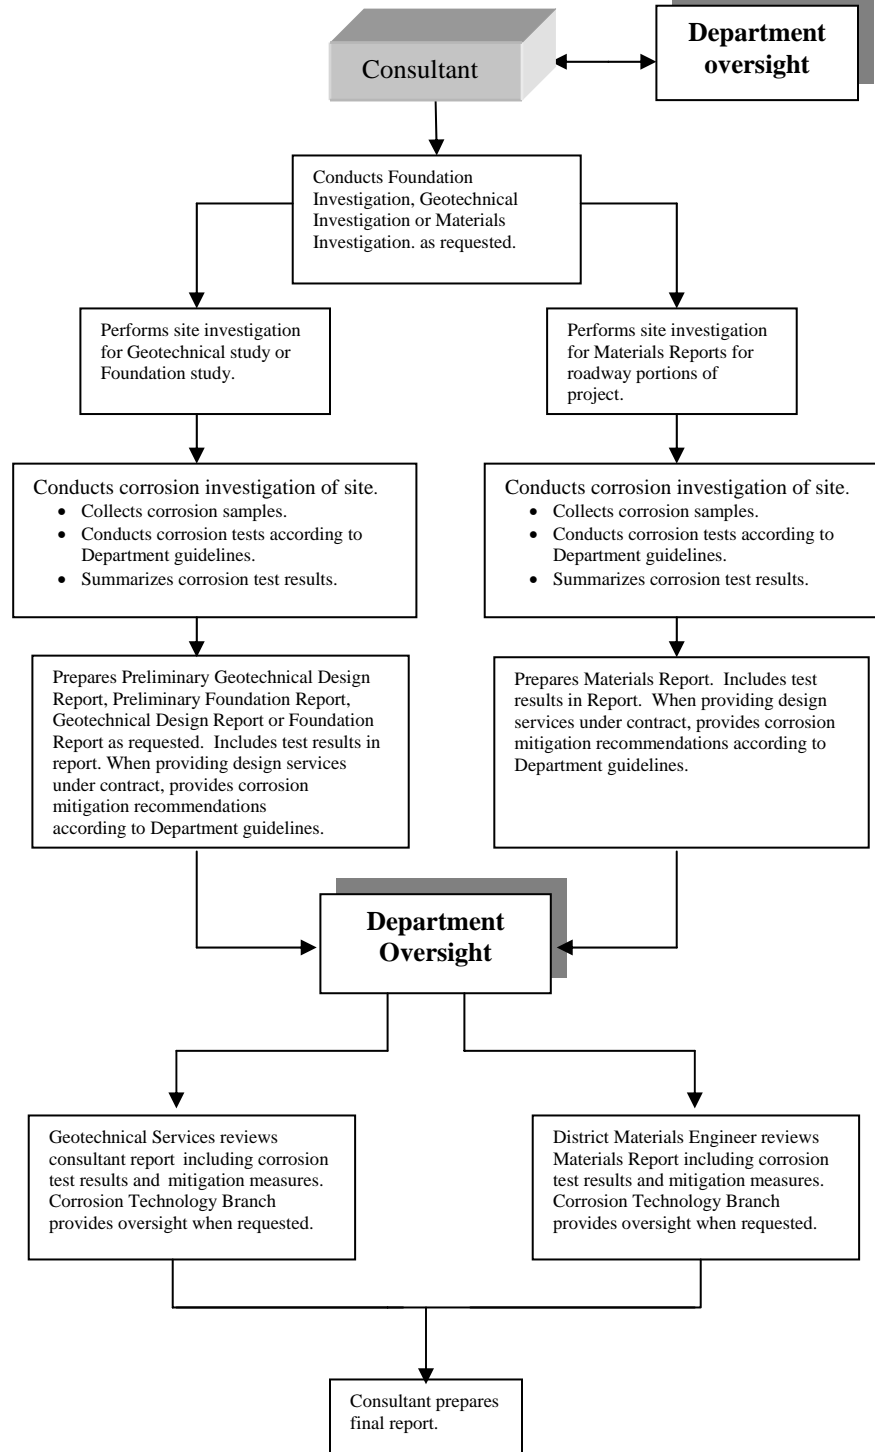 Department
oversight
Consultant
Conducts Foundation
Investigation, Geotechnical
Investigation or Materials
Investigation. as requested.
Performs site investigation
for Geotechnical study or
Foundation study.
Performs site investigation
for Materials Reports for
roadway portions of
project.
Conducts corrosion investigation of site.
• Collects corrosion samples.
• Conducts corrosion tests according to
Department guidelines.
• Summarizes corrosion test results.
Conducts corrosion investigation of site.
• Collects corrosion samples.
• Conducts corrosion tests according to
Department guidelines.
• Summarizes corrosion test results.
Prepares Preliminary Geotechnical Design
Report, Preliminary Foundation Report,
Geotechnical Design Report or Foundation
Report as requested.  Includes test results in
report. When providing design services
under contract, provides corrosion
mitigation recommendations
according to Department guidelines.
Prepares Materials Report.  Includes test
results in Report.  When providing design
services under contract, provides corrosion
mitigation recommendations according to
Department guidelines.
Department
Oversight
Geotechnical Services reviews
consultant report  including corrosion
test results and  mitigation measures.
Corrosion Technology Branch
provides oversight when requested.
District Materials Engineer reviews
Materials Report including corrosion
test results and mitigation measures.
Corrosion Technology Branch
provides oversight when requested.
Consultant prepares
final report.